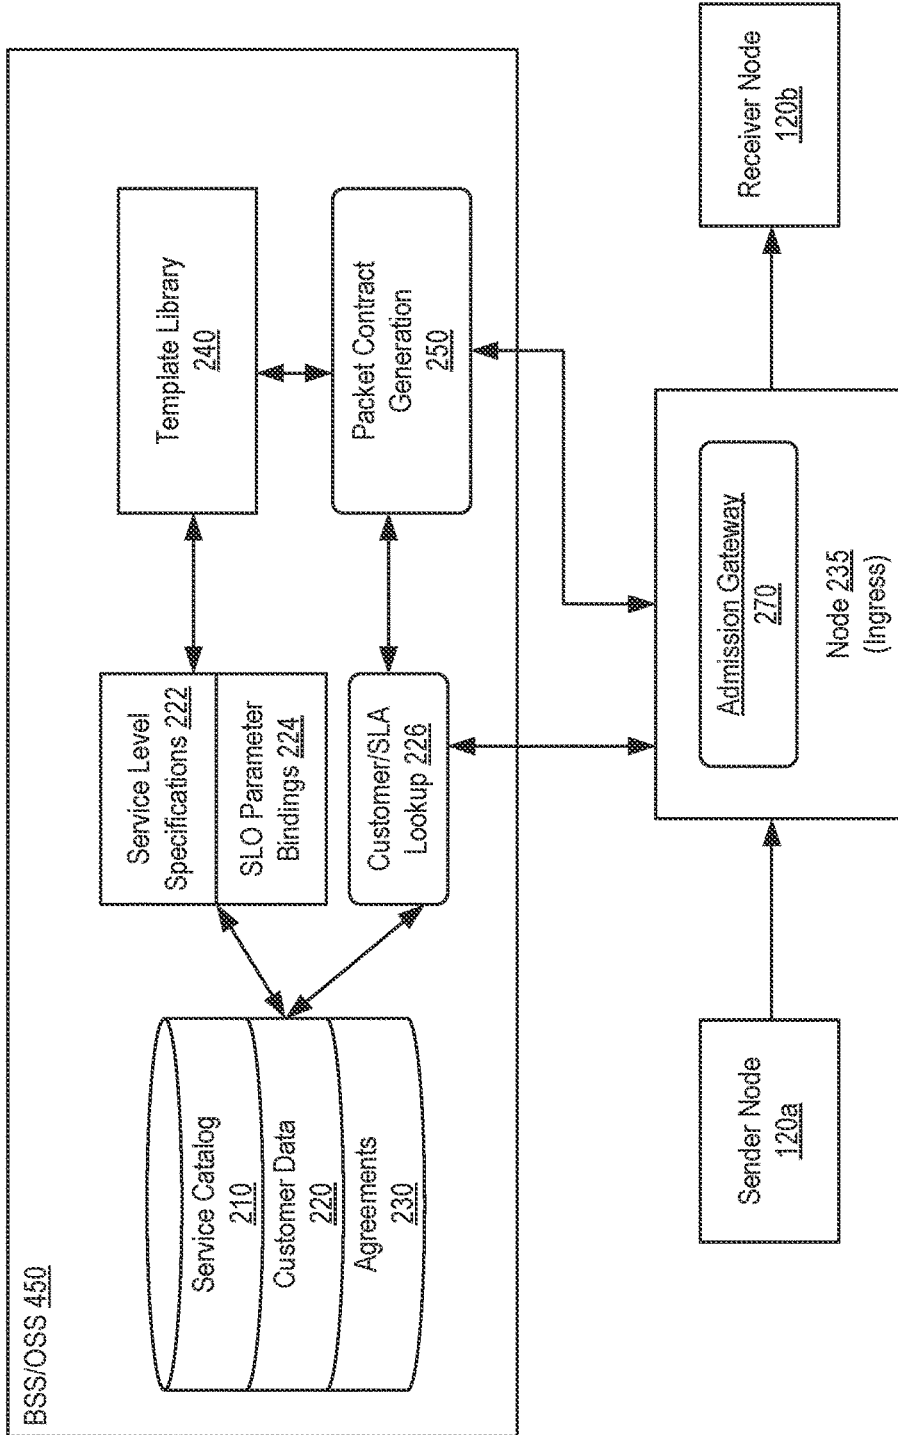 BSS/OSS 450
Service Catalog
210
Customer Data
220
Agreements
230
Service Level
Specifications 222
SLO Parameter
Bindings 224
Customer/SLA
Lookup 226
Template Library
240
Packet Contract
Generation
250
Sender Node
120a
Admission Gateway
270
Node 235
(Ingress)
Receiver Node
120b